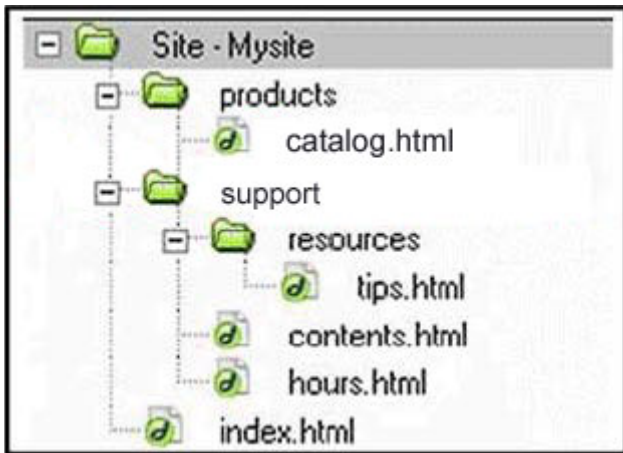 Site - Mysite
products
catalog.html
support
resources
tips.html
contents.html
hours.html
index.html